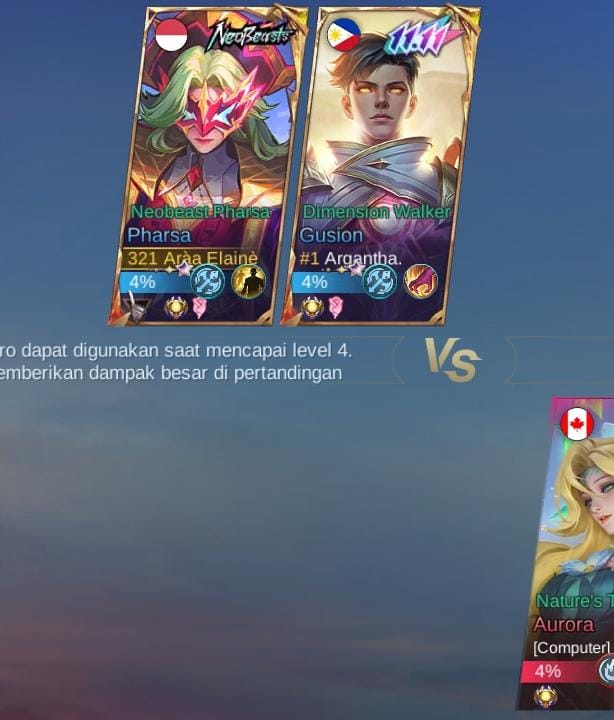 NeoBeasts
11.11
Neobeast Pharsa
Dimension Walker
Pharsa
Gusion
321 Aràa Elainè
#1 Argantha.
4%
4%
ro dapat digunakan saat mencapai level 4.
emberikan dampak besar di pertandingan
VS
Nature's T
Aurora
[Computer]
4%